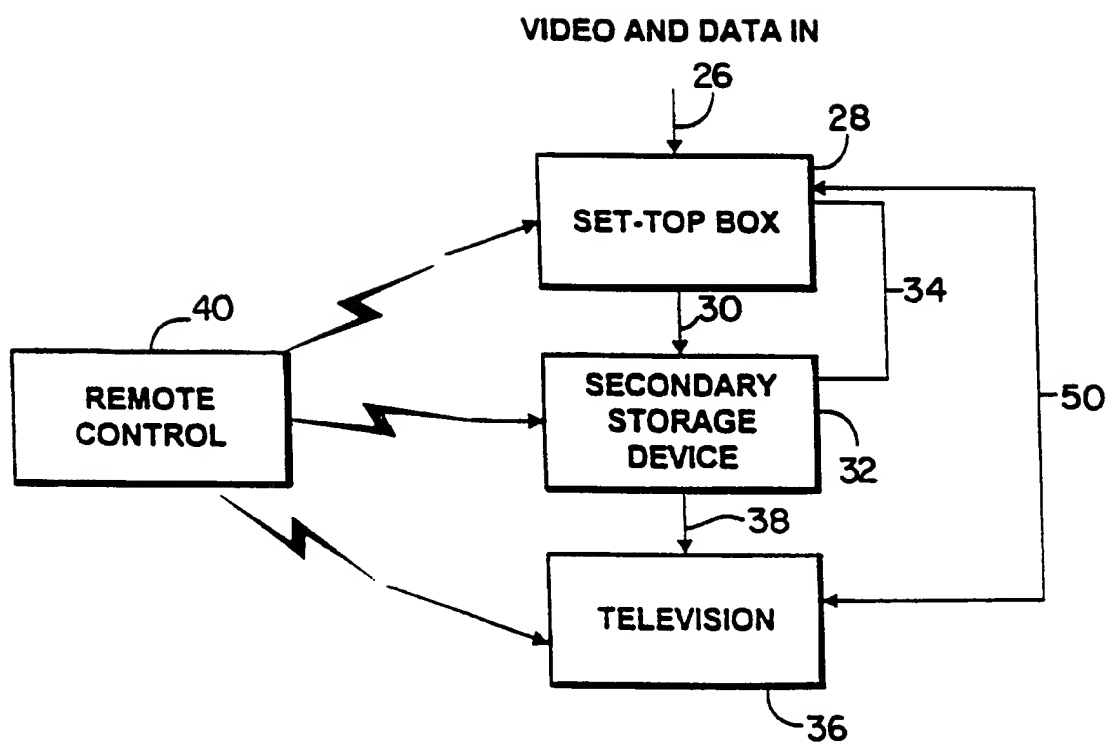 VIDEO AND DATA IN
26
28
SET-TOP BOX
34
30
40
REMOTE
CONTROL
SECONDARY
STORAGE
DEVICE
32
50
38
TELEVISION
36